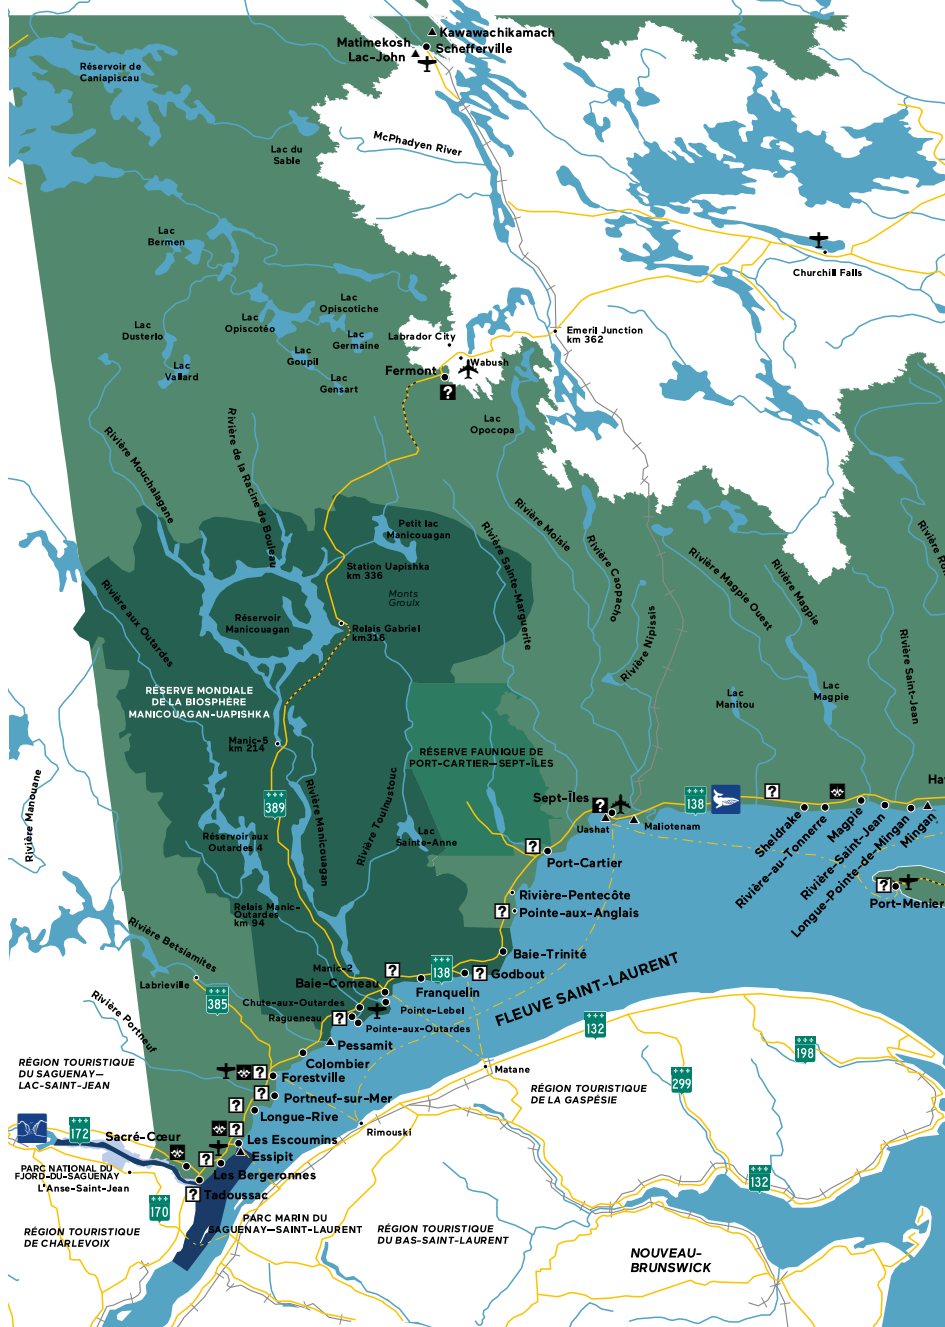 Kawawachikamach
Matimekosh
Schefferville
Lac-John
Réservoir de
Caniapiscau
McPhadyen River
Lac du
Sable
Lac
Bermen
Churchill Falls
Lac
Opiscotiche
Lac
Opiscotéo
Lac
Dusterlo
Lac
Germaine
Labrador City
Emeril Junction
km 362
Lac
Goupil
Wabush
Lac
Vallard
Fermont
Lac
Gensart
?
Lac
Opocopa
Rivière Mouchalagane
Rivière de la Racine de Bouleau
Petit lac
Manicouagan
Rivière Sainte-Marguerite
Rivière Moisie
Rivière Caopacho
Rivière Nipissis
Rivière Magpie Ouest
Rivière Magpie
Rivière Saint-Jean
Station Uapishka
km 336
Monts
Groulx
Rivière aux Outardes
Réservoir
Manicouagan
Relais Gabriel
km316
RÉSERVE MONDIALE
DE LA BIOSPHÈRE
MANICOUAGAN-UAPISHKA
Lac
Manitou
Lac
Magpie
Manic-5
km 214
RÉSERVE FAUNIQUE DE
PORT-CARTIER—SEPT-ÎLES
Rivière Manouane
389
Rivière Manicouagan
Rivière Toulnustouc
Sept-Îles
?
138
?
Uashat
Maliotenam
Sheldrake
Rivière-au-Tonnerre
Magpie
Rivière-Saint-Jean
Longue-Pointe-de-Mingan
Mingan
Ha
Réservoir aux
Outardes 4
Lac
Sainte-Anne
?
Port-Cartier
?
Port-Menier
Rivière-Pentecôte
?
Pointe-aux-Anglais
Relais Manic-
Outardes
km 94
Rivière Betsiamites
Baie-Trinité
Labrieville
Manic-2
?
138
?
Godbout
Baie-Comeau
Franquelin
FLEUVE SAINT-LAURENT
385
Chute-aux-Outardes
Pointe-Lebel
Ragueneau
?
Pointe-aux-Outardes
132
Rivière Portneuf
Pessamit
198
RÉGION TOURISTIQUE
DU SAGUENAY—
LAC-SAINT-JEAN
Colombier
Matane
?
Forestville
299
RÉGION TOURISTIQUE
DE LA GASPÉSIE
?
Portneuf-sur-Mer
?
Longue-Rive
172
Sacré-Cœur
?
Les Escoumins
Rimouski
Essipit
?
PARC NATIONAL DU
FJORD-DU-SAGUENAY
Les Bergeronnes
L'Anse-Saint-Jean
?
Tadoussac
132
170
PARC MARIN DU
SAGUENAY—SAINT-LAURENT
RÉGION TOURISTIQUE
DE CHARLEVOIX
RÉGION TOURISTIQUE
DU BAS-SAINT-LAURENT
NOUVEAU-
BRUNSWICK